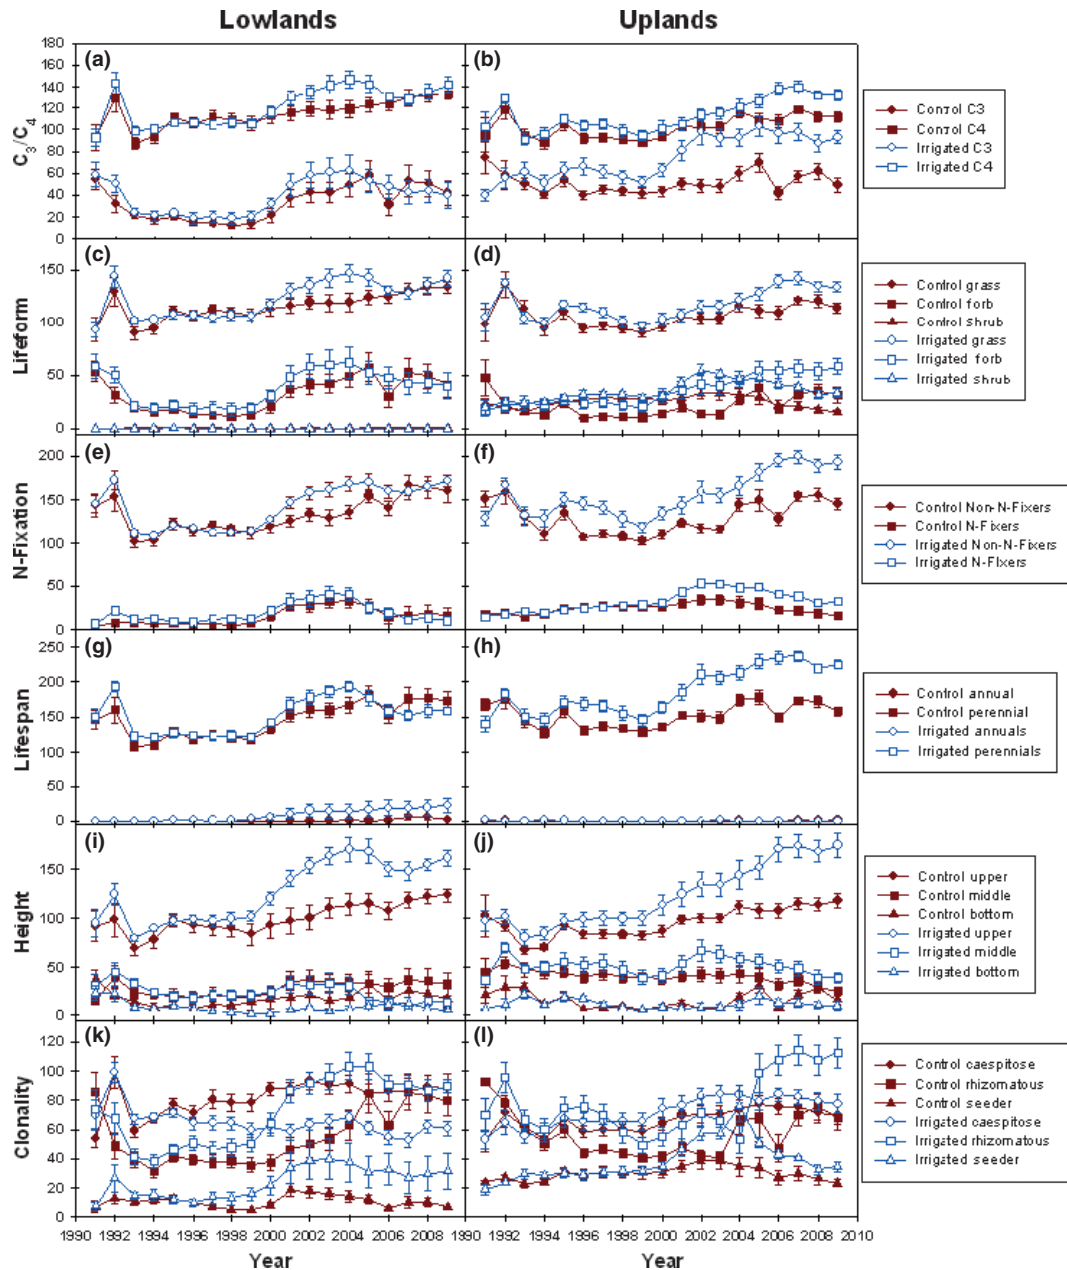 Lowlands
Uplands
180
160
140
120
100
80
60
40
20
0
C3/C4
(a)
(b)
Control C3
Control C4
Irrigated C3
Irrigated C4
150
100
50
0
Lifeform
(c)
(d)
Control grass
Control forb
Control shrub
Irrigated grass
Irrigated forb
Irrigated shrub
200
150
100
50
0
N-Fixation
(e)
(f)
Control Non-N-Fixers
Control N-Fixers
Irrigated Non-N-Fixers
Irrigated N-Fixers
250
200
150
100
50
0
Lifespan
(g)
(h)
Control annual
Control perennial
Irrigated annuals
Irrigated perennials
150
100
50
0
Height
(i)
(j)
Control upper
Control middle
Control bottom
Irrigated upper
Irrigated middle
Irrigated bottom
120
100
80
60
40
20
0
Clonality
(k)
(l)
Control caespitose
Control rhizomatous
Control seeder
Irrigated caespitose
Irrigated rhizomatous
Irrigated seeder
1990 1992 1994 1996 1998 2000 2002 2004 2006 2008
1990 1992 1994 1996 1998 2000 2002 2004 2006 2008 2010
Year
Year